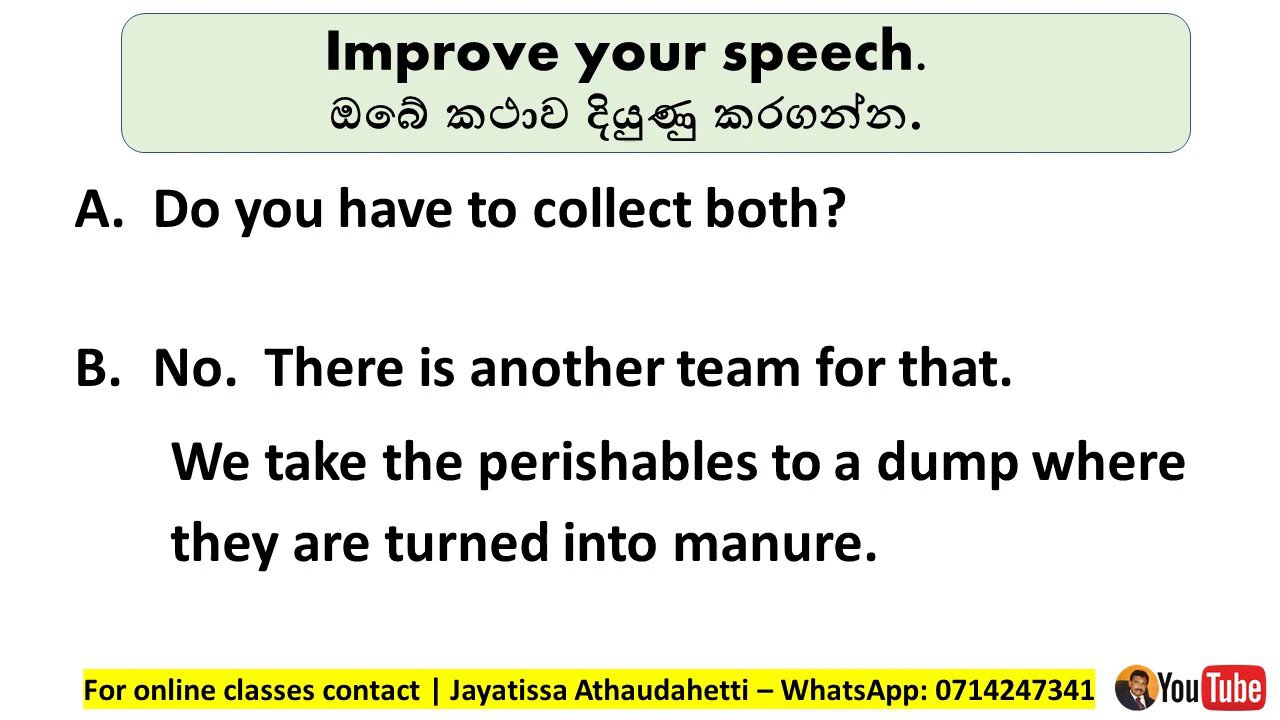 Improve your speech.
ඔබේ කථාව දියුණු කරගන්න.
A. Do you have to collect both?
B. No. There is another team for that.
We take the perishables to a dump where
they are turned into manure.
For online classes contact | Jayatissa Athaudahetti – WhatsApp: 0714247341
YouTube